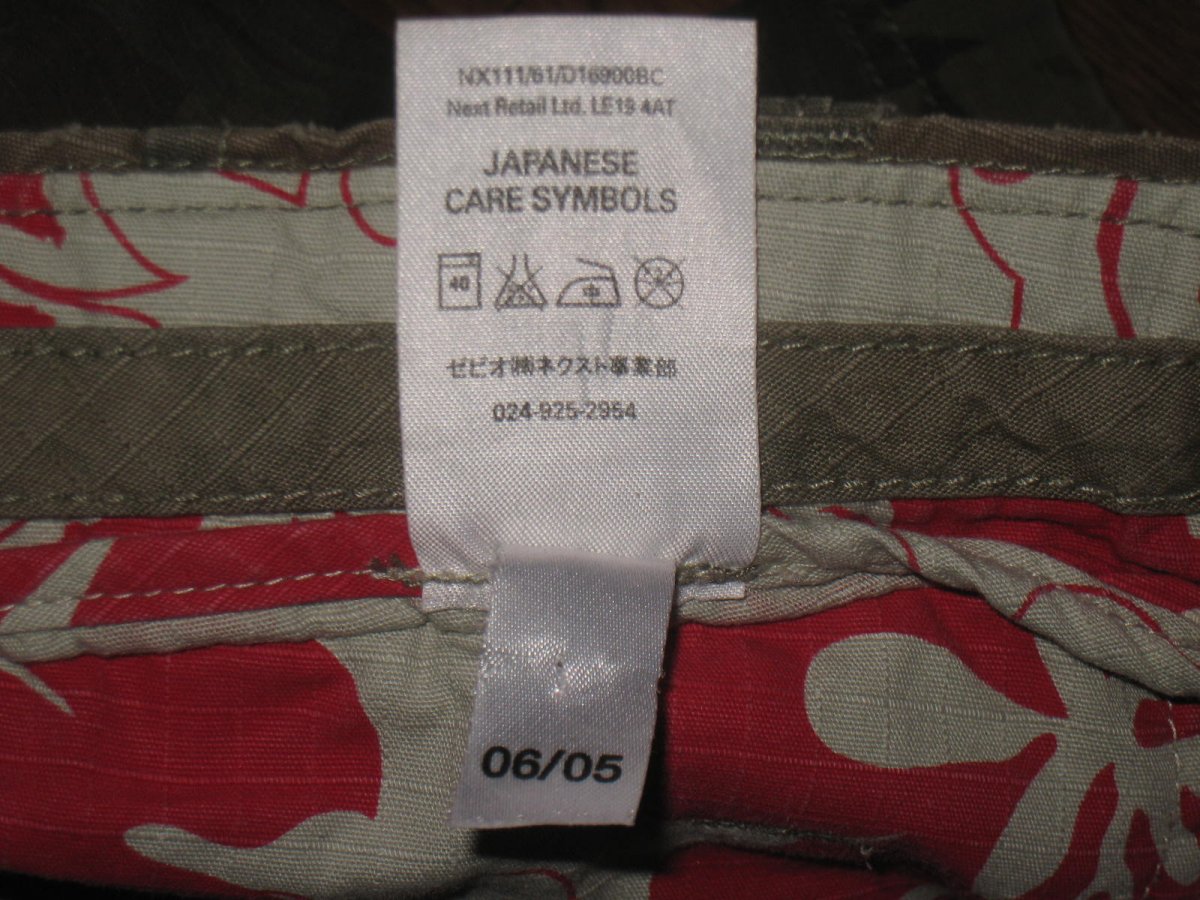 NX111/61/D16900BC
Next Retail Ltd. LE19 4AT
JAPANESE
CARE SYMBOLS
40
中
ゼビオ㈱ネクスト事業部
024-925-2954
06/05